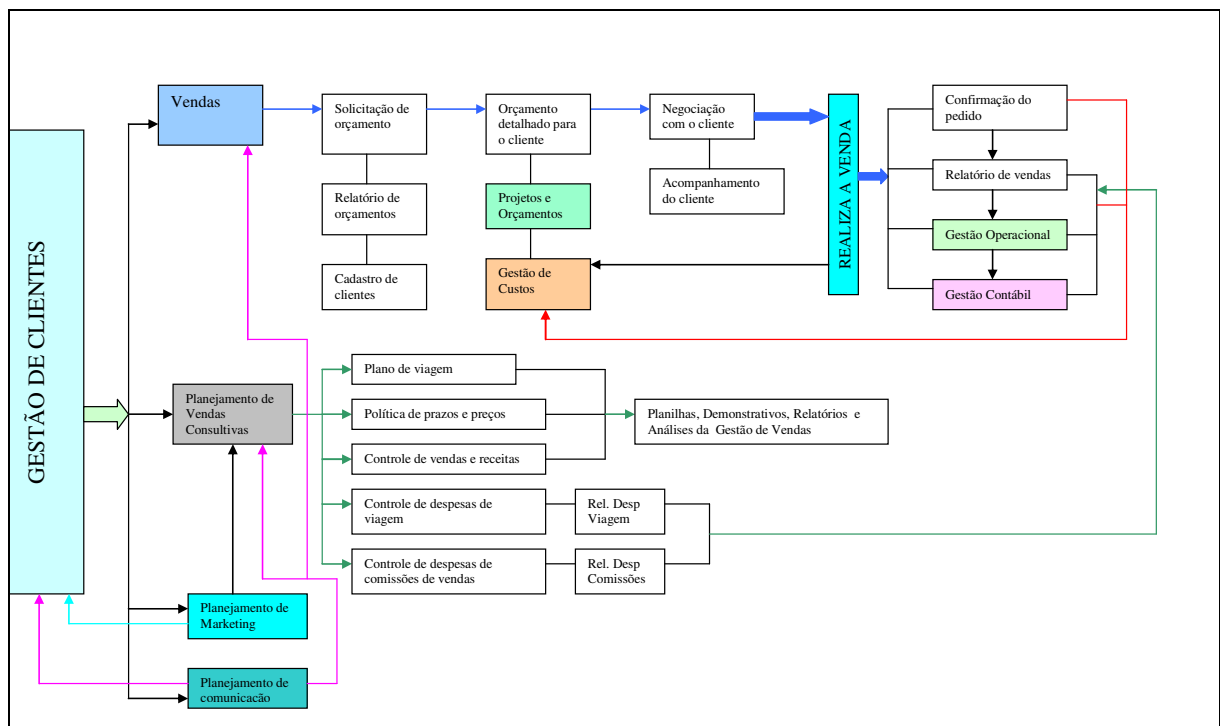 GESTÃO DE CLIENTES
Vendas
Solicitação de
orçamento
Orçamento
detalhado para
o cliente
Negociação
com o cliente
REALIZA A VENDA
Confirmação do
pedido
Relatório de
orçamentos
Projetos e
Orçamentos
Acompanhamento
do cliente
Relatório de vendas
Gestão Operacional
Cadastro de
clientes
Gestão de
Custos
Gestão Contábil
Planejamento de
Vendas
Consultivas
Plano de viagem
Política de prazos e preços
Controle de vendas e receitas
Planilhas, Demonstrativos, Relatórios e
Análises da Gestão de Vendas
Controle de despesas de
viagem
Rel. Desp
Viagem
Controle de despesas de
comissões de vendas
Rel. Desp
Comissões
Planejamento de
Marketing
Planejamento de
comunicacão